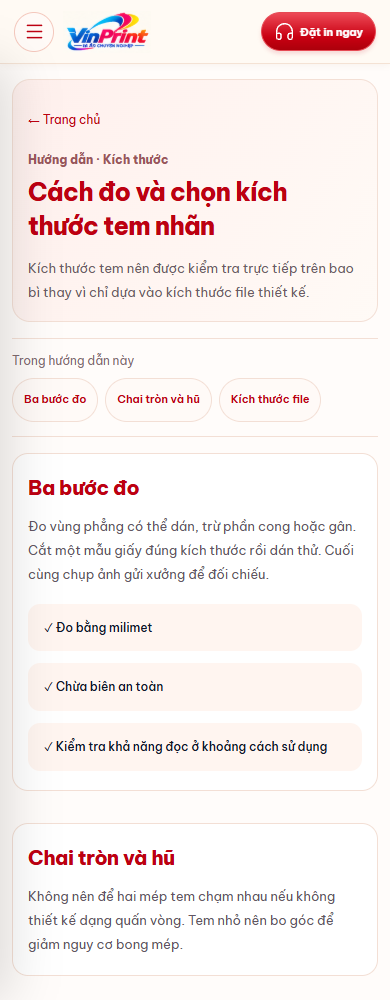 VinPrint
IN ẤN CHUYÊN NGHIỆP
Đặt in ngay
← Trang chủ
Hướng dẫn · Kích thước
Cách đo và chọn kích
thước tem nhãn
Kích thước tem nên được kiểm tra trực tiếp trên bao
bì thay vì chỉ dựa vào kích thước file thiết kế.
Trong hướng dẫn này
Ba bước đo
Chai tròn và hũ
Kích thước file
Ba bước đo
Đo vùng phẳng có thể dán, trừ phần cong hoặc gân.
Cắt một mẫu giấy đúng kích thước rồi dán thử. Cuối
cùng chụp ảnh gửi xưởng để đối chiếu.
✓ Đo bằng milimet
✓ Chừa biên an toàn
✓ Kiểm tra khả năng đọc ở khoảng cách sử dụng
Chai tròn và hũ
Không nên để hai mép tem chạm nhau nếu không
thiết kế dạng quấn vòng. Tem nhỏ nên bo góc để
giảm nguy cơ bong mép.